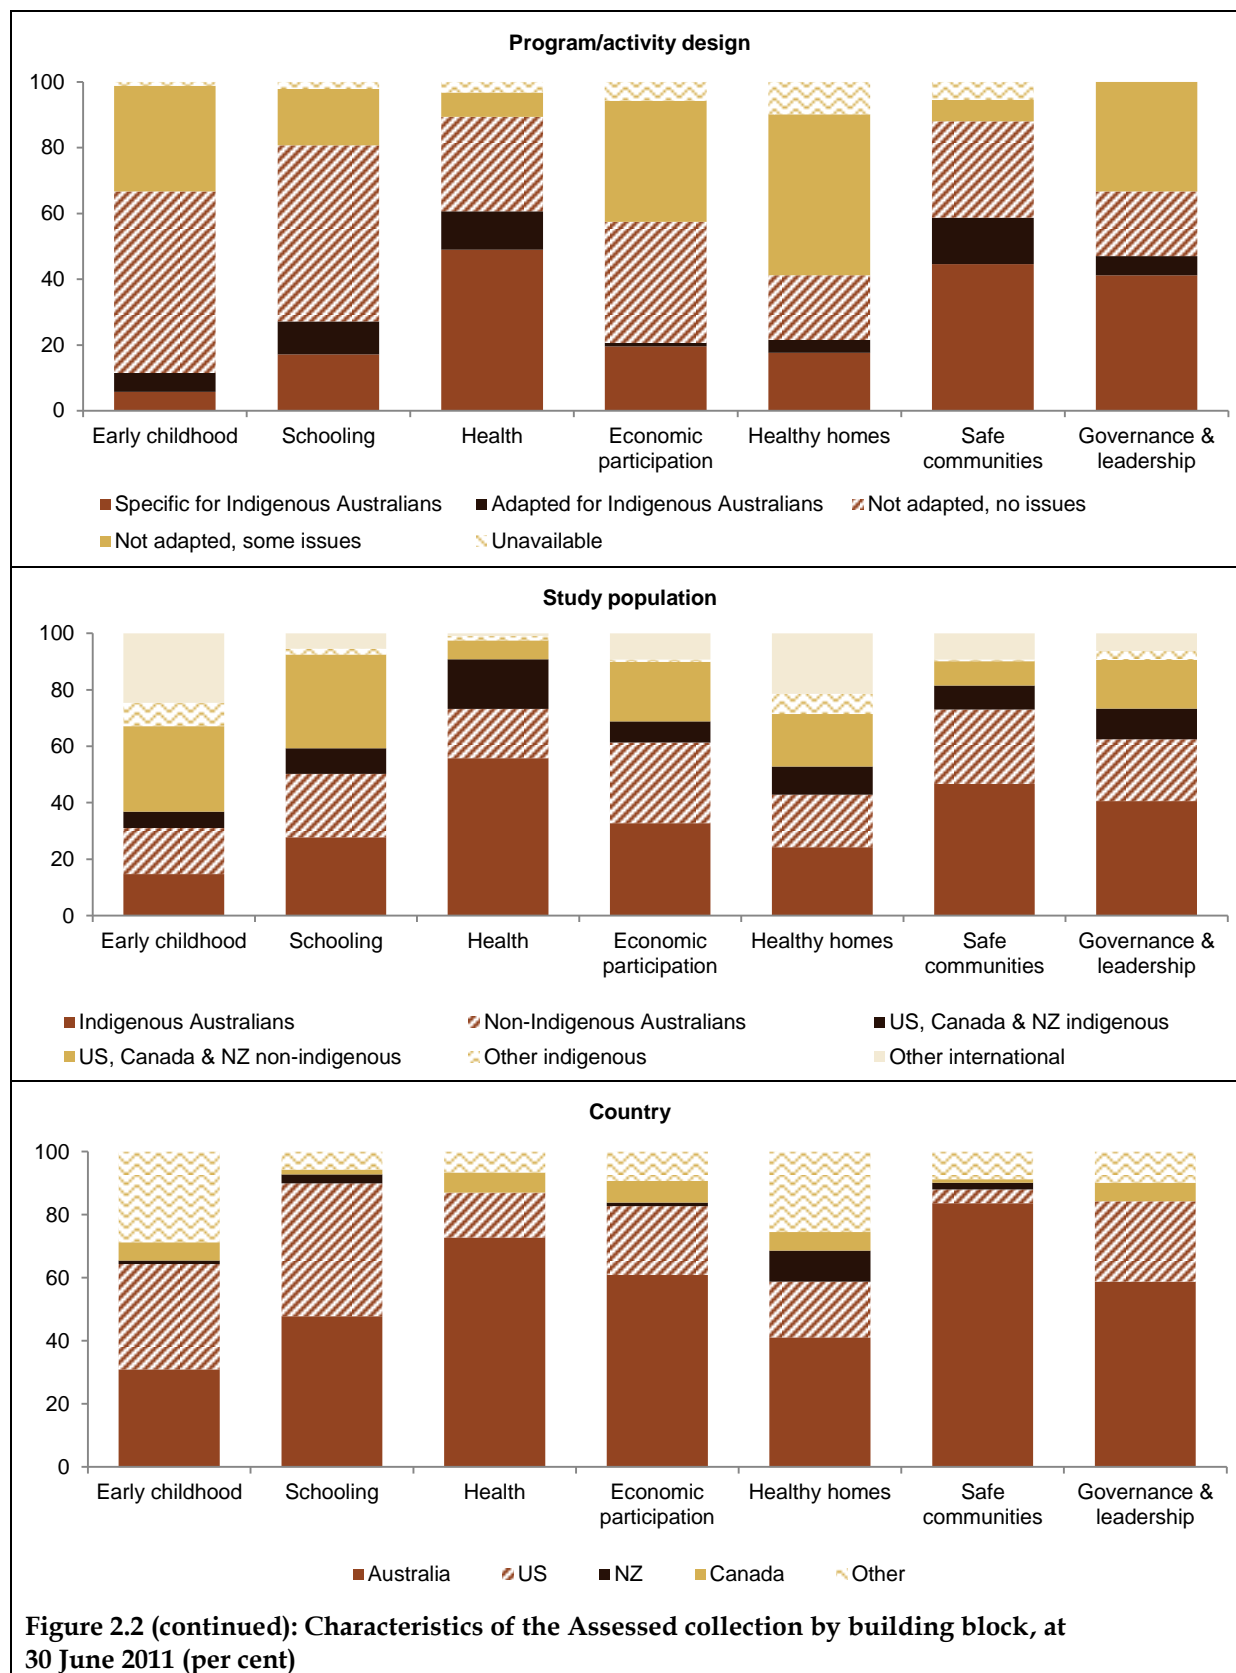 Program/activity design
100
80
60
40
20
0
Early childhood Schooling Health Economic participation Healthy homes Safe communities Governance & leadership
Specific for Indigenous Australians Adapted for Indigenous Australians Not adapted, no issues
Not adapted, some issues Unavailable
Study population
100
80
60
40
20
0
Early childhood Schooling Health Economic participation Healthy homes Safe communities Governance & leadership
Indigenous Australians Non-Indigenous Australians US, Canada & NZ indigenous
US, Canada & NZ non-indigenous Other indigenous Other international
Country
100
80
60
40
20
0
Early childhood Schooling Health Economic participation Healthy homes Safe communities Governance & leadership
Australia US NZ Canada Other
Figure 2.2 (continued): Characteristics of the Assessed collection by building block, at
30 June 2011 (per cent)